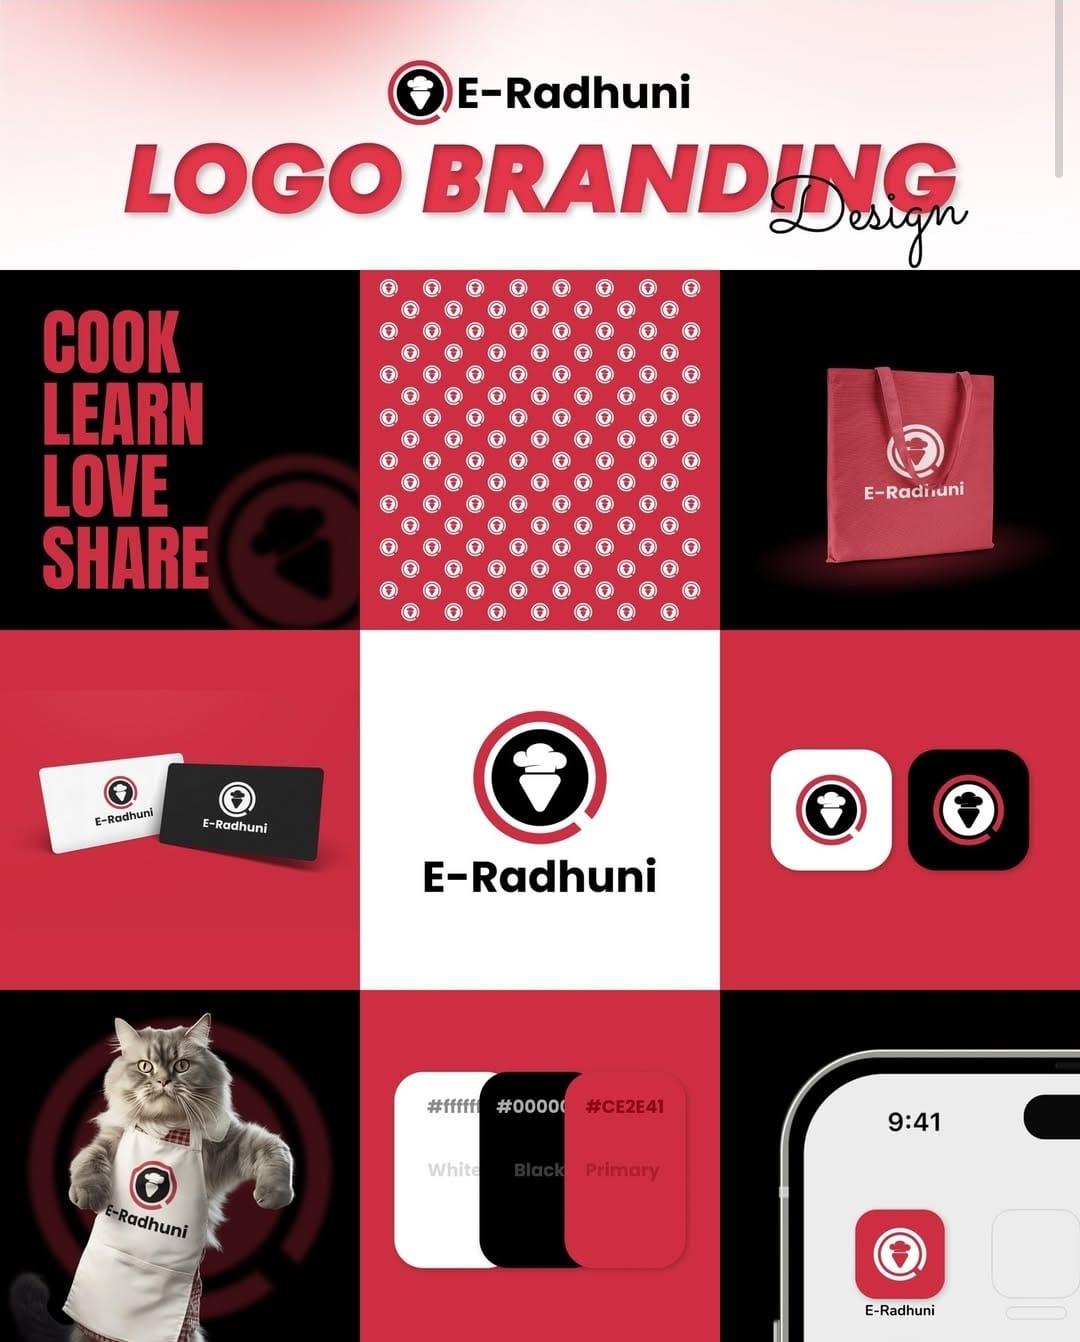 E-Radhuni
LOGO BRANDING
Design
COOK
LEARN
LOVE
SHARE
E-Radhuni
E-Radhuni
E-Radhuni
E-Radhuni
E-Radhuni
#ffffff
#00000
#CE2E41
White
Black
Primary
9:41
E-Radhuni